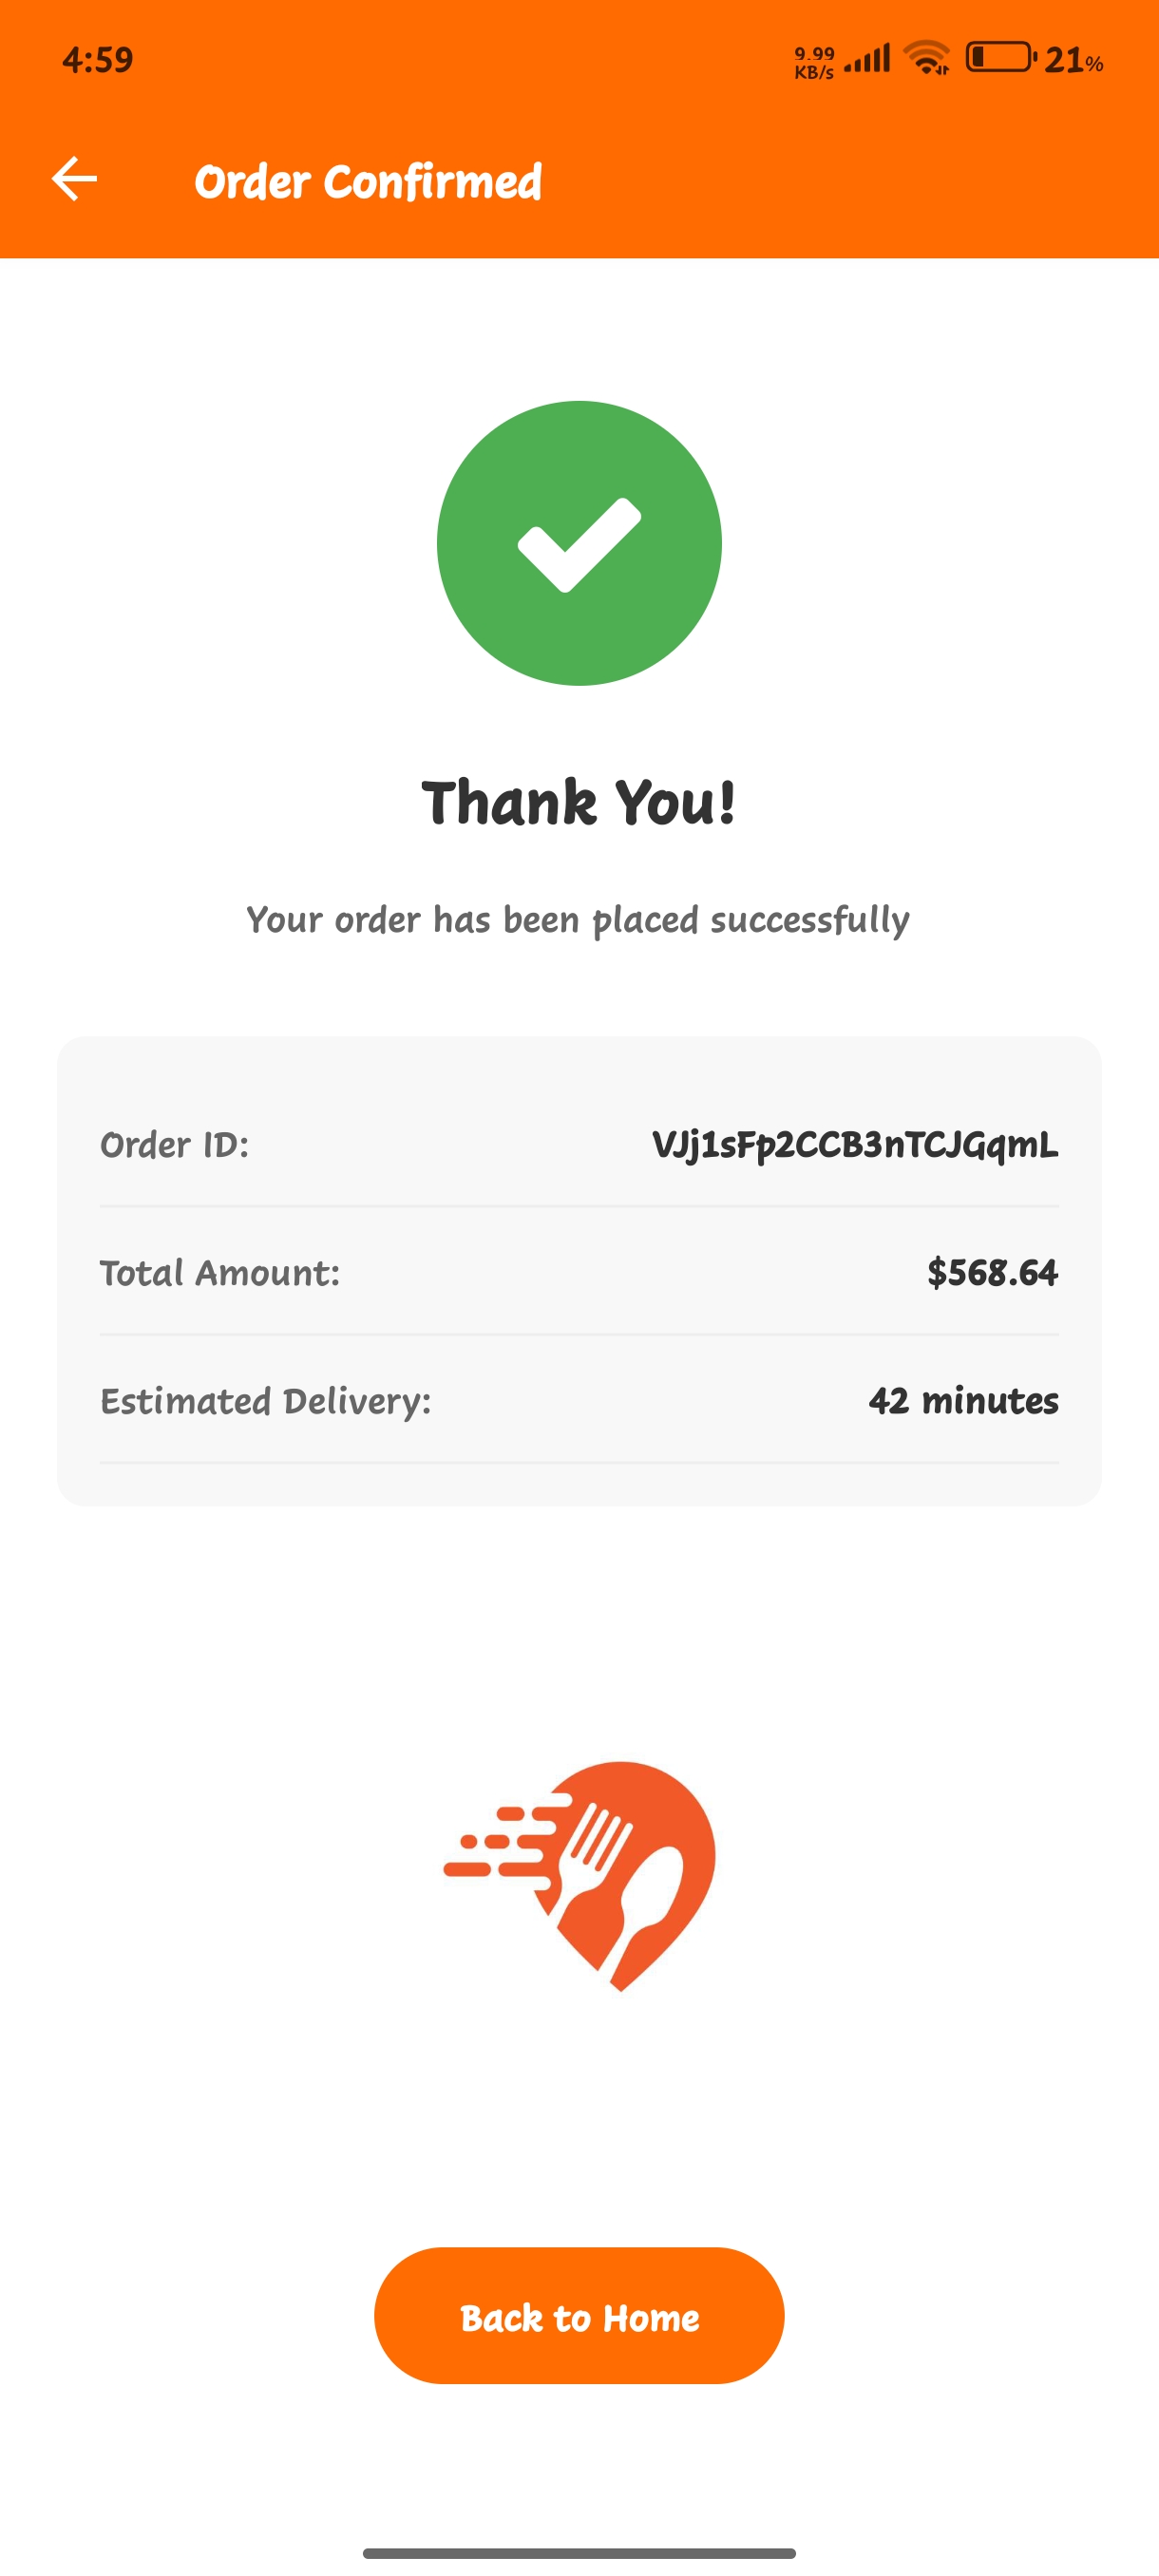 4:59
9.99
KB/s
21%
Order Confirmed
Thank You!
Your order has been placed successfully
Order ID: VJj1sFp2CCB3nTCJGqmL
Total Amount: $568.64
Estimated Delivery: 42 minutes
Back to Home